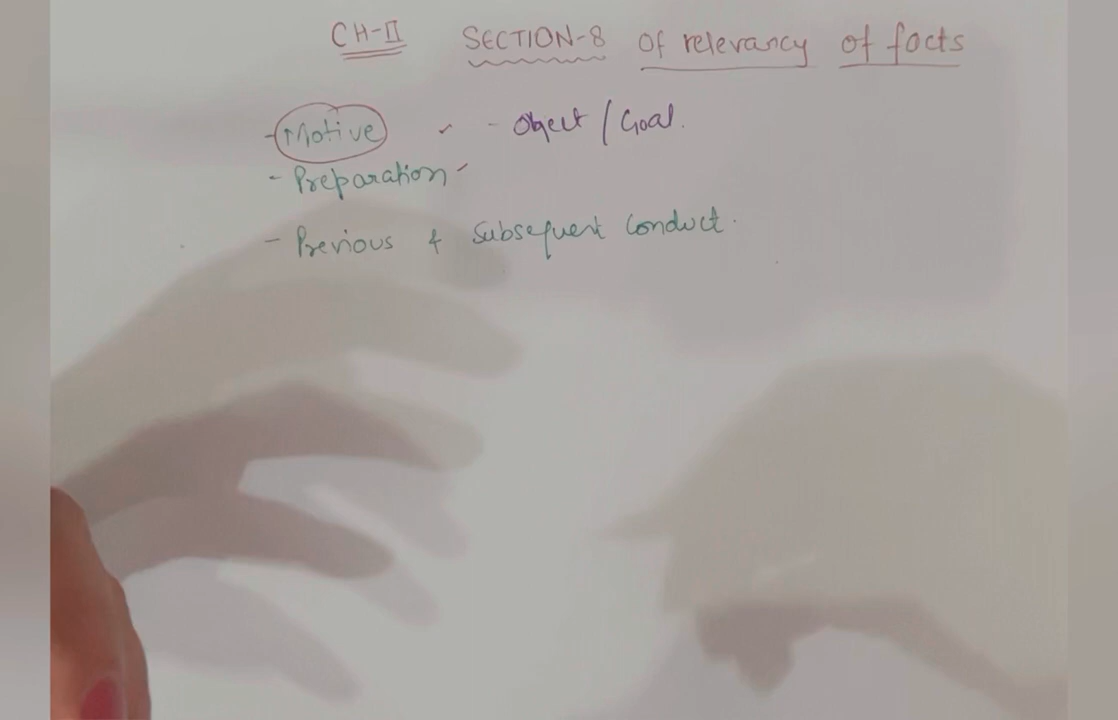 CH-II SECTION-8 Of relevancy of facts
- Motive ✓ - Object / Goal.
- Preparation -
- Previous & Subsequent Conduct.